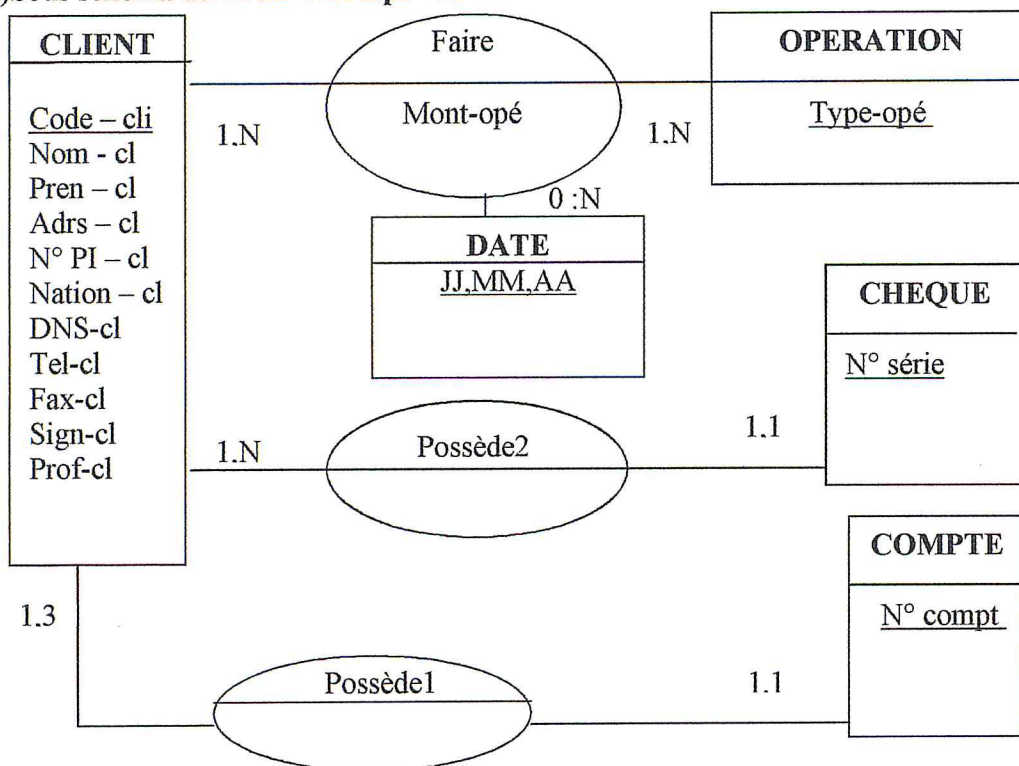 CLIENT
Code – cli
Nom - cl
Pren – cl
Adrs – cl
N° PI – cl
Nation – cl
DNS-cl
Tel-cl
Fax-cl
Sign-cl
Prof-cl
1.N
Faire
Mont-opé
1.N
OPERATION
Type-opé
0 :N
DATE
JJ,MM,AA
CHEQUE
N° série
1.N
Possède2
1.1
COMPTE
N° compt
1.3
Possède1
1.1